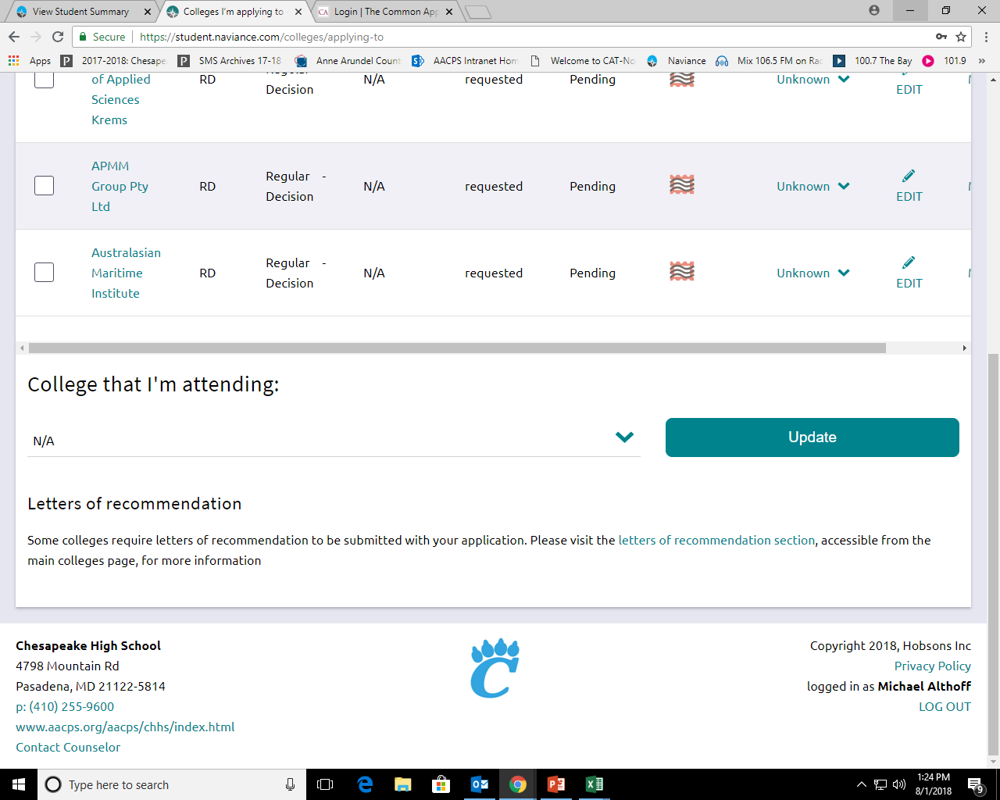 View Student Summary
Colleges I'm applying to
CA Login | The Common App
Secure https://student.naviance.com/colleges/applying-to
Apps 2017-2018: Chesape SMS Archives 17-18 Anne Arundel Count AACPS Intranet Hom Welcome to CAT-No Naviance Mix 106.5 FM on Rad 100.7 The Bay 101.9 »
of Applied Sciences Krems RD Regular Decision N/A requested Pending Unknown EDIT
APMM Group Pty Ltd RD Regular Decision - N/A requested Pending Unknown EDIT
Australasian Maritime Institute RD Regular Decision - N/A requested Pending Unknown EDIT
College that I'm attending:
N/A Update
Letters of recommendation
Some colleges require letters of recommendation to be submitted with your application. Please visit the letters of recommendation section, accessible from the
main colleges page, for more information
Chesapeake High School
4798 Mountain Rd
Pasadena, MD 21122-5814
p: (410) 255-9600
www.aacps.org/aacps/chhs/index.html
Contact Counselor
C
Copyright 2018, Hobsons Inc
Privacy Policy
logged in as Michael Althoff
LOG OUT
Type here to search
1:24 PM
8/1/2018
9